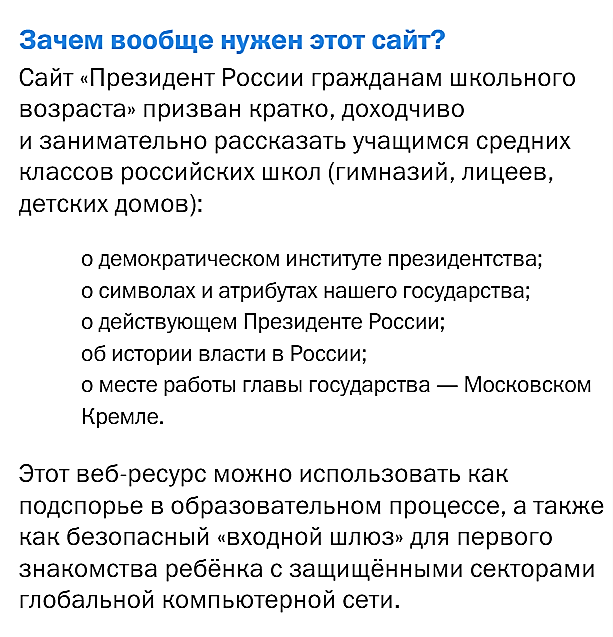 Зачем вообще нужен этот сайт?
Сайт «Президент России гражданам школьного
возраста» призван кратко, доходчиво
и занимательно рассказать учащимся средних
классов российских школ (гимназий, лицеев,
детских домов):
о демократическом институте президентства;
о символах и атрибутах нашего государства;
о действующем Президенте России;
об истории власти в России;
о месте работы главы государства — Московском
Кремле.
Этот веб-ресурс можно использовать как
подспорье в образовательном процессе, а также
как безопасный «входной шлюз» для первого
знакомства ребёнка с защищёнными секторами
глобальной компьютерной сети.